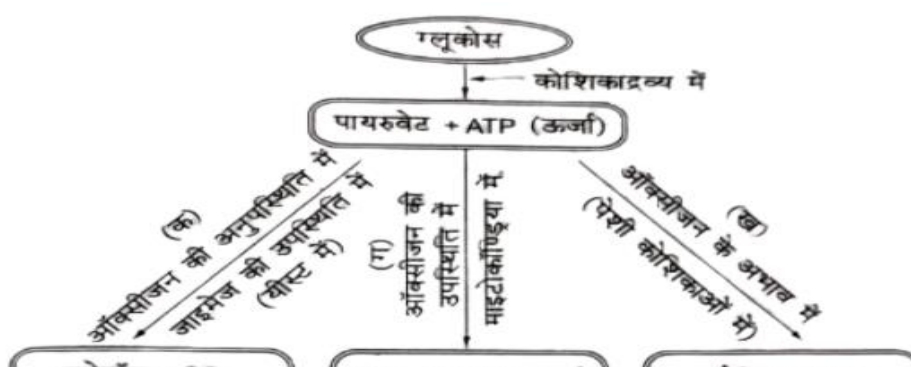 ग्लूकोस
कोशिकाद्रव्य में
पायरुवेट + ATP (ऊर्जा)
(क)
ऑक्सीजन की अनुपस्थिति में
जाइमेज की उपस्थिति में
(यीस्ट में)
(ग)
ऑक्सीजन की
उपस्थिति में
माइटोकॉण्ड्रिया में
(ख)
ऑक्सीजन के अभाव में
(पेशी कोशिकाओं में)